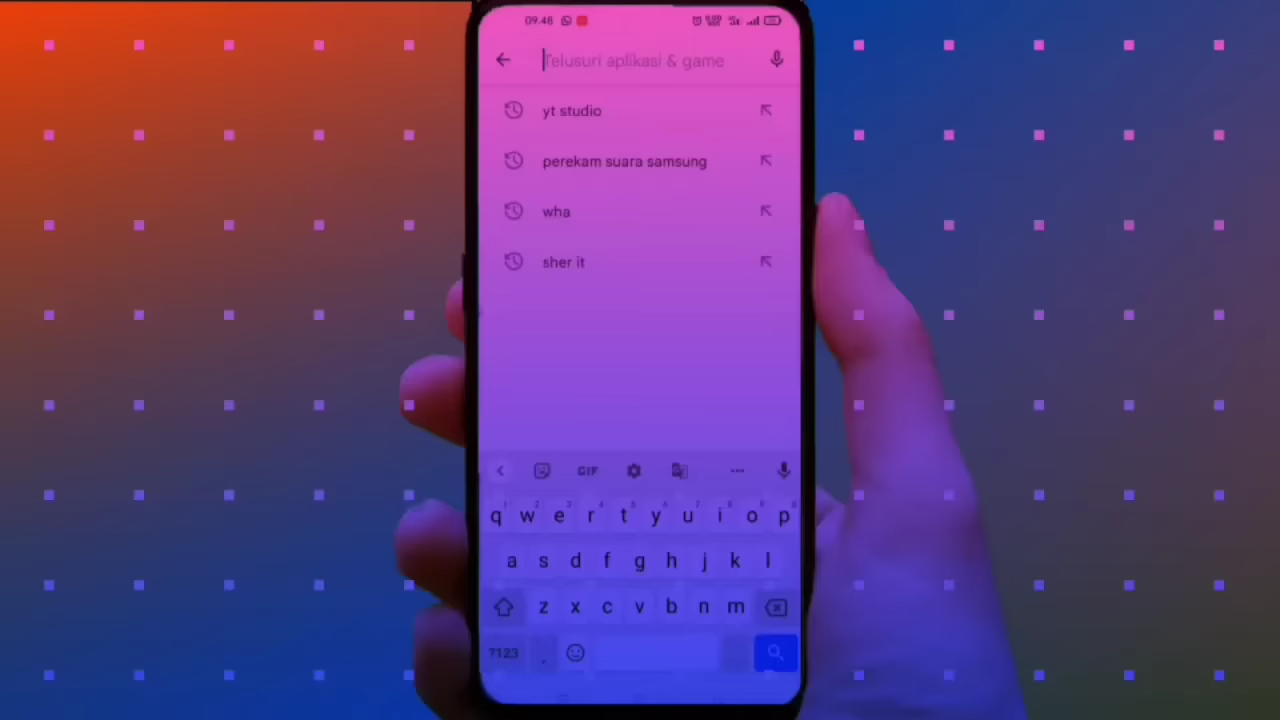 09.48
Telusuri aplikasi & game
yt studio
perekam suara samsung
wha
sher it
GIF
q w e r t y u i o p
a s d f g h j k l
z x c v b n m
?123 .